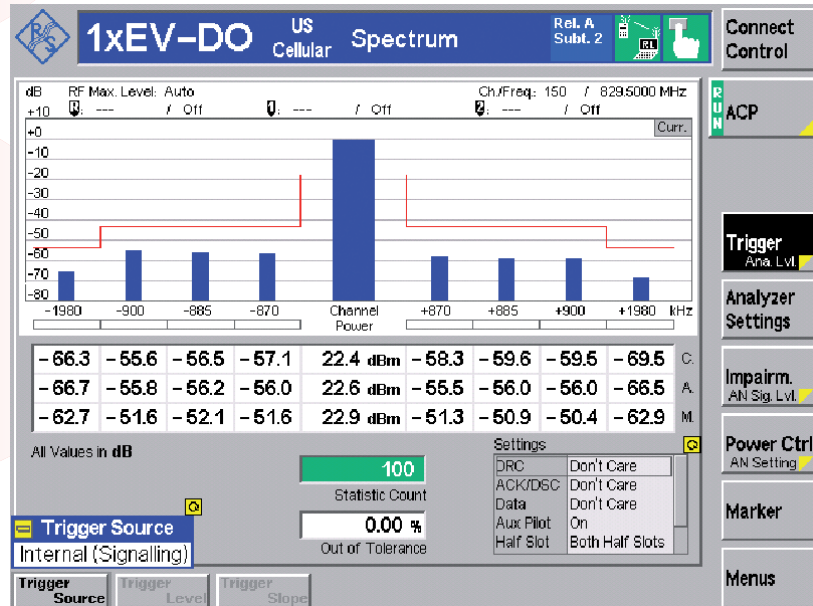 R S
1xEV-DO US Cellular Spectrum
Rel. A
Subt. 2
RL
Connect Control
dB RF Max. Level: Auto Ch./Freq.: 150 / 829.5000 MHz
+10 --- / Off --- / Off 2: --- / Off
RUN
ACP
+0
Curr.
-10
-20
-30
-40
-50
-60
-70
-80
-1980 -900 -885 -870 Channel Power +870 +885 +900 +1980 kHz
-66.3 -55.6 -56.5 -57.1 22.4 dBm -58.3 -59.6 -59.5 -69.5 C.
-66.7 -55.8 -56.2 -56.0 22.6 dBm -55.5 -56.0 -56.0 -66.5 A.
-62.7 -51.6 -52.1 -51.6 22.9 dBm -51.3 -50.9 -50.4 -62.9 M.
All Values in dB
100
Statistic Count
0.00 %
Out of Tolerance
Settings
DRC Don't Care
ACK/DSC Don't Care
Data Don't Care
Aux Pilot On
Half Slot Both Half Slots
Trigger Source
Internal (Signalling)
Trigger Source
Trigger Level
Trigger Slope
Trigger
Ana. Lvl.
Analyzer Settings
Impairm.
AN Sig. Lvl.
Power Ctrl
AN Setting
Marker
Menus